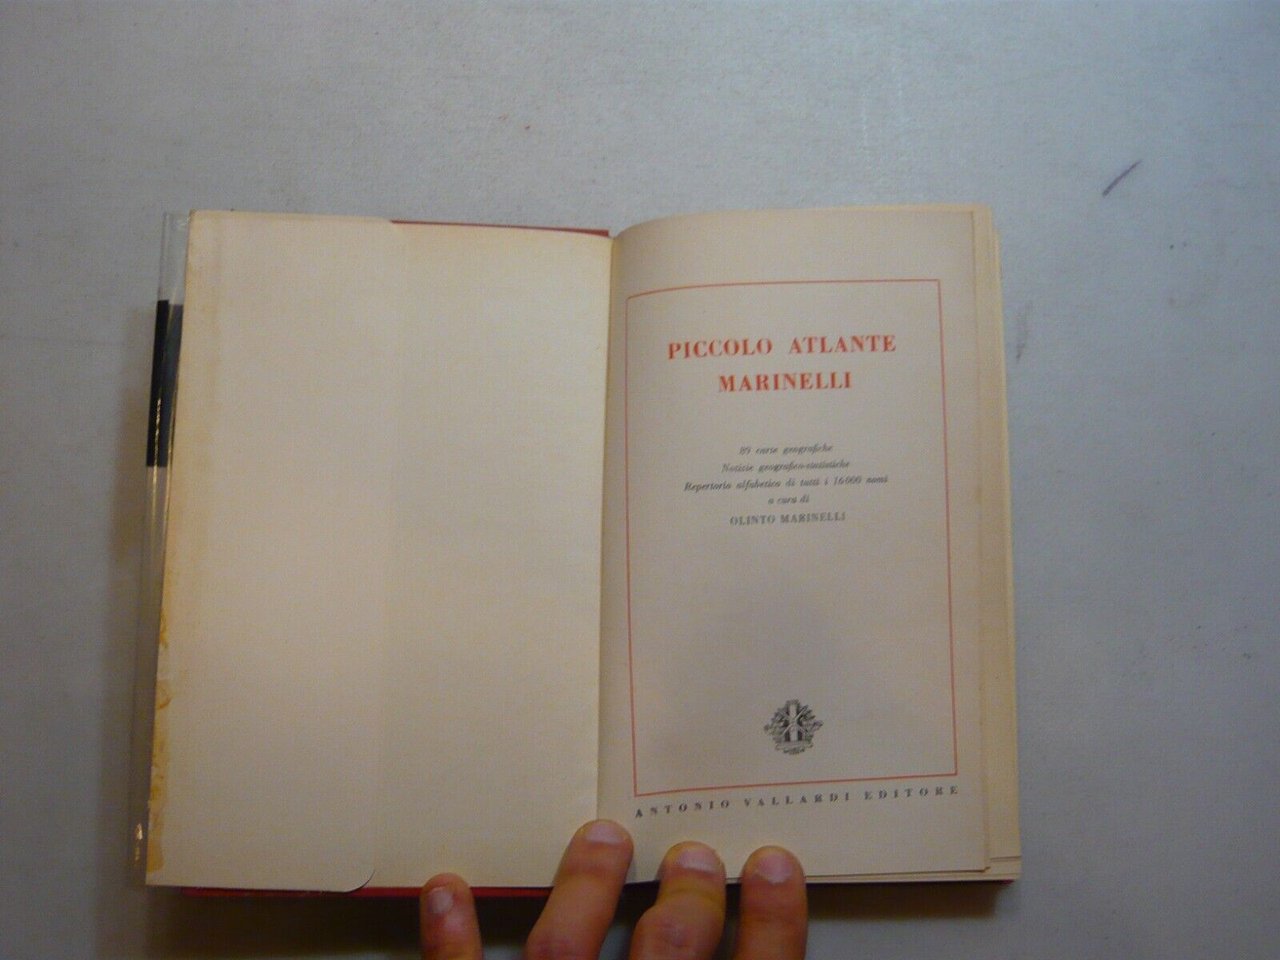 PICCOLO ATLANTE
MARINELLI
89 carte geografiche
Notizie geografico-statistiche
Repertorio alfabetico di tutti i 16000 nomi
a cura di
OLINTO MARINELLI
ANTONIO VALLARDI EDITORE